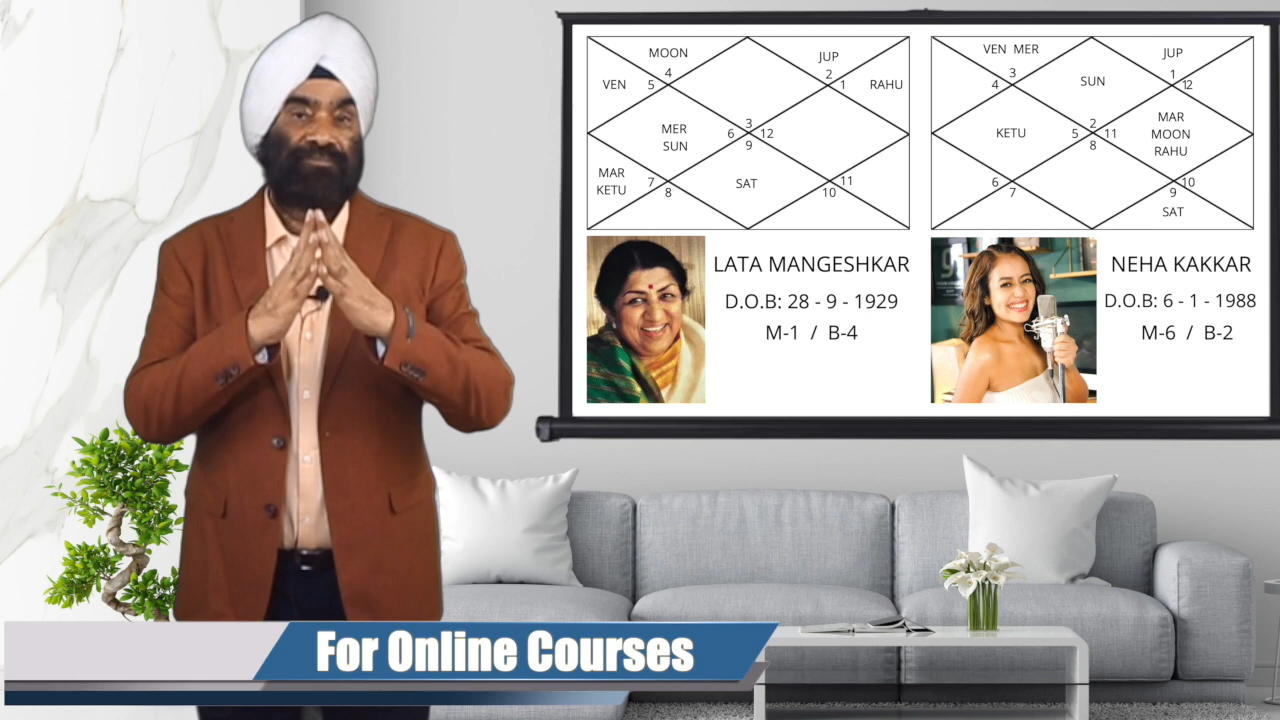 MOON
JUP
VEN 5 4
2 1 RAHU
MER
SUN
6 3 12
9
MAR
KETU
7 8
SAT
11
10
VEN MER
JUP
4 3
SUN
1 12
KETU
5 2 11
8
MAR
MOON
RAHU
6
7
10
9
SAT
LATA MANGESHKAR
D.O.B: 28 - 9 - 1929
M-1 / B-4
NEHA KAKKAR
D.O.B: 6 - 1 - 1988
M-6 / B-2
For Online Courses